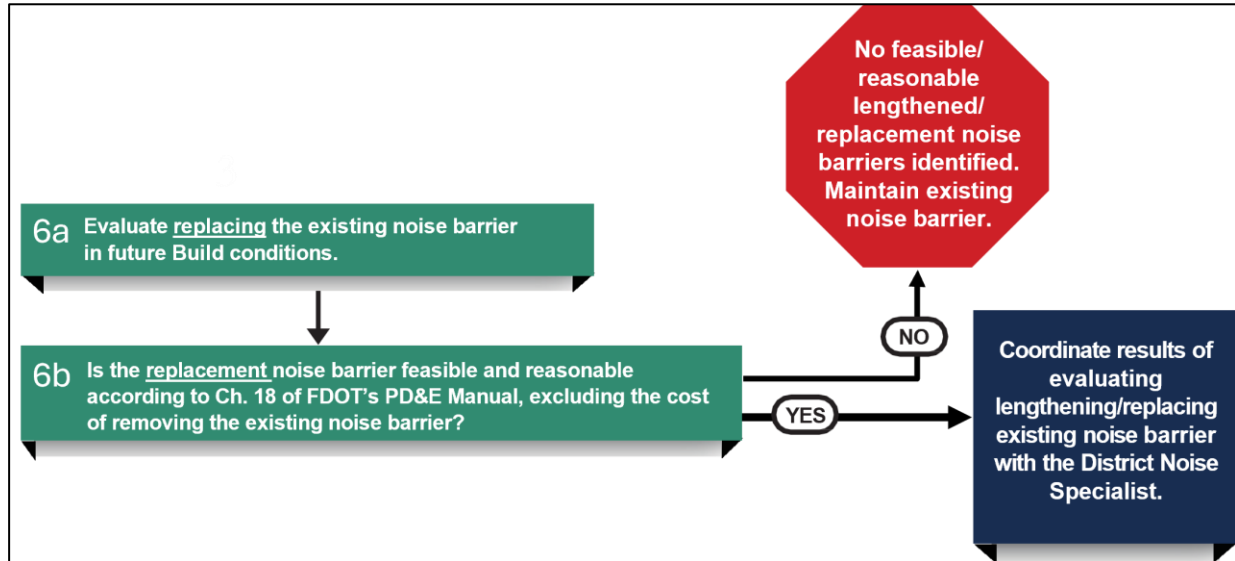 No feasible/
reasonable
lengthened/
replacement noise
barriers identified.
Maintain existing
noise barrier.
6a Evaluate replacing the existing noise barrier
in future Build conditions.
6b Is the replacement noise barrier feasible and reasonable
according to Ch. 18 of FDOT's PD&E Manual, excluding the cost
of removing the existing noise barrier?
NO
YES
Coordinate results of
evaluating
lengthening/replacing
existing noise barrier
with the District Noise
Specialist.